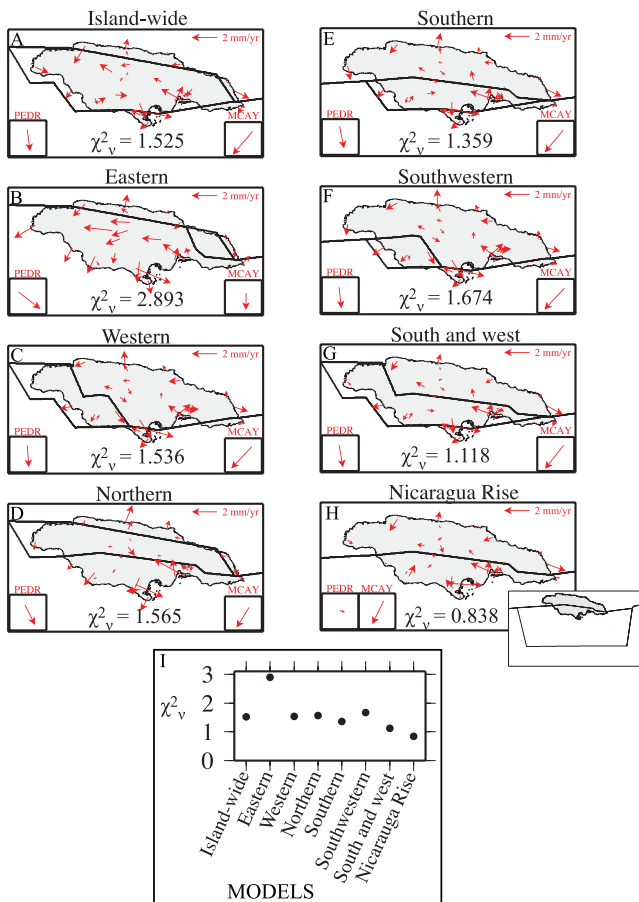 Island-wide
A
2 mm/yr
PEDR
MCAY
χ²ν = 1.525
Eastern
B
2 mm/yr
PEDR
MCAY
χ²ν = 2.893
Western
C
2 mm/yr
PEDR
MCAY
χ²ν = 1.536
Northern
D
2 mm/yr
PEDR
MCAY
χ²ν = 1.565
Southern
E
2 mm/yr
PEDR
MCAY
χ²ν = 1.359
Southwestern
F
2 mm/yr
PEDR
MCAY
χ²ν = 1.674
South and west
G
2 mm/yr
PEDR
MCAY
χ²ν = 1.118
Nicaragua Rise
H
2 mm/yr
PEDR MCAY
χ²ν = 0.838
I
χ²ν
3
2
1
0
Island-wide
Eastern
Western
Northern
Southern
Southwestern
South and west
Nicarauga Rise
MODELS